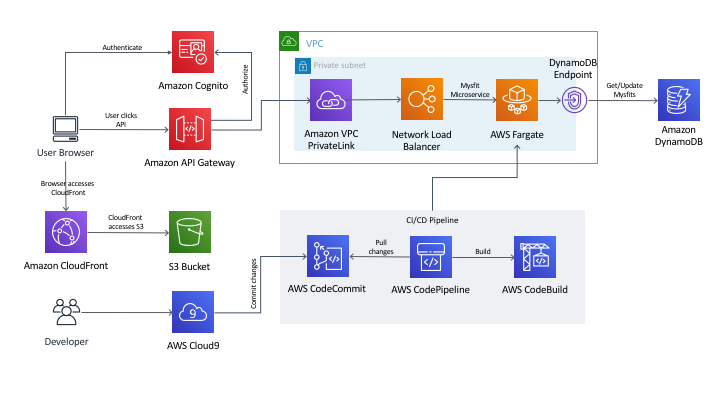 VPC
Authenticate
Private subnet
DynamoDB
Endpoint
Amazon Cognito
Authorize
User clicks
API
Mysfit
Microservice
Get/Update
Mysfits
User Browser
Amazon API Gateway
Amazon VPC
PrivateLink
Network Load
Balancer
AWS Fargate
Amazon
DynamoDB
Browser accesses
CloudFront
CloudFront
accesses S3
CI/CD Pipeline
Amazon CloudFront
S3 Bucket
Commit changes
Pull
changes
Build
AWS CodeCommit
AWS CodePipeline
AWS CodeBuild
9
Developer
AWS Cloud9